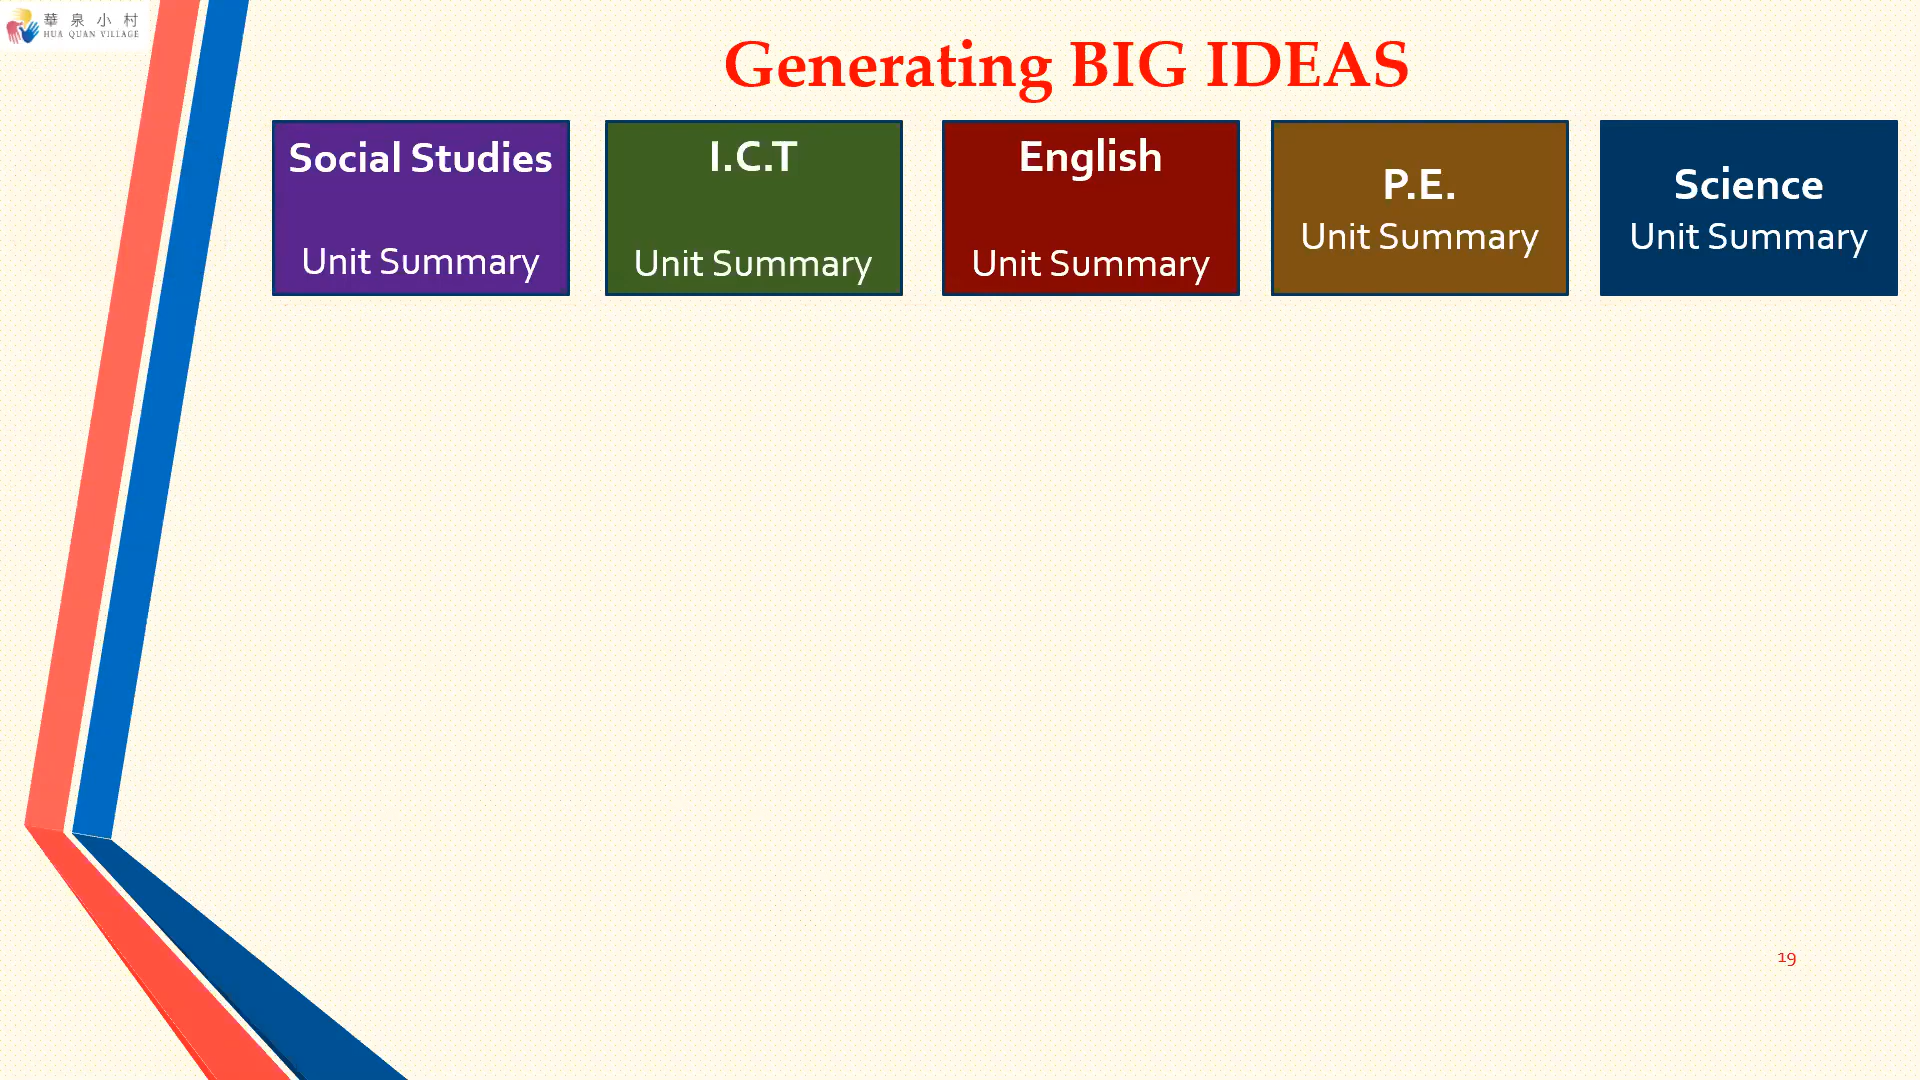 華泉小村
HUA QUAN VILLAGE
Generating BIG IDEAS
Social Studies
Unit Summary
I.C.T
Unit Summary
English
Unit Summary
P.E.
Unit Summary
Science
Unit Summary
19